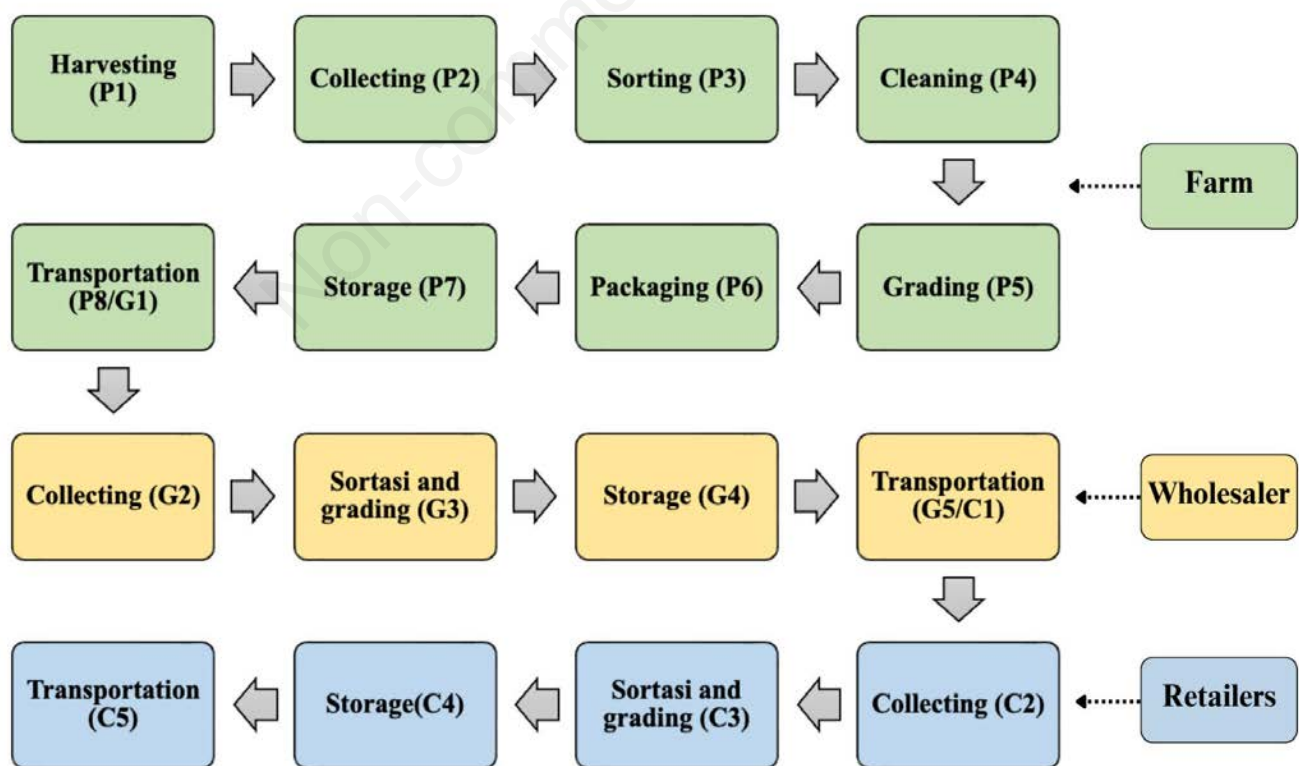 Harvesting
(P1)
Collecting (P2)
Sorting (P3)
Cleaning (P4)
Farm
Transportation
(P8/G1)
Storage (P7)
Packaging (P6)
Grading (P5)
Collecting (G2)
Sortasi and
grading (G3)
Storage (G4)
Transportation
(G5/C1)
Wholesaler
Transportation
(C5)
Storage(C4)
Sortasi and
grading (C3)
Collecting (C2)
Retailers